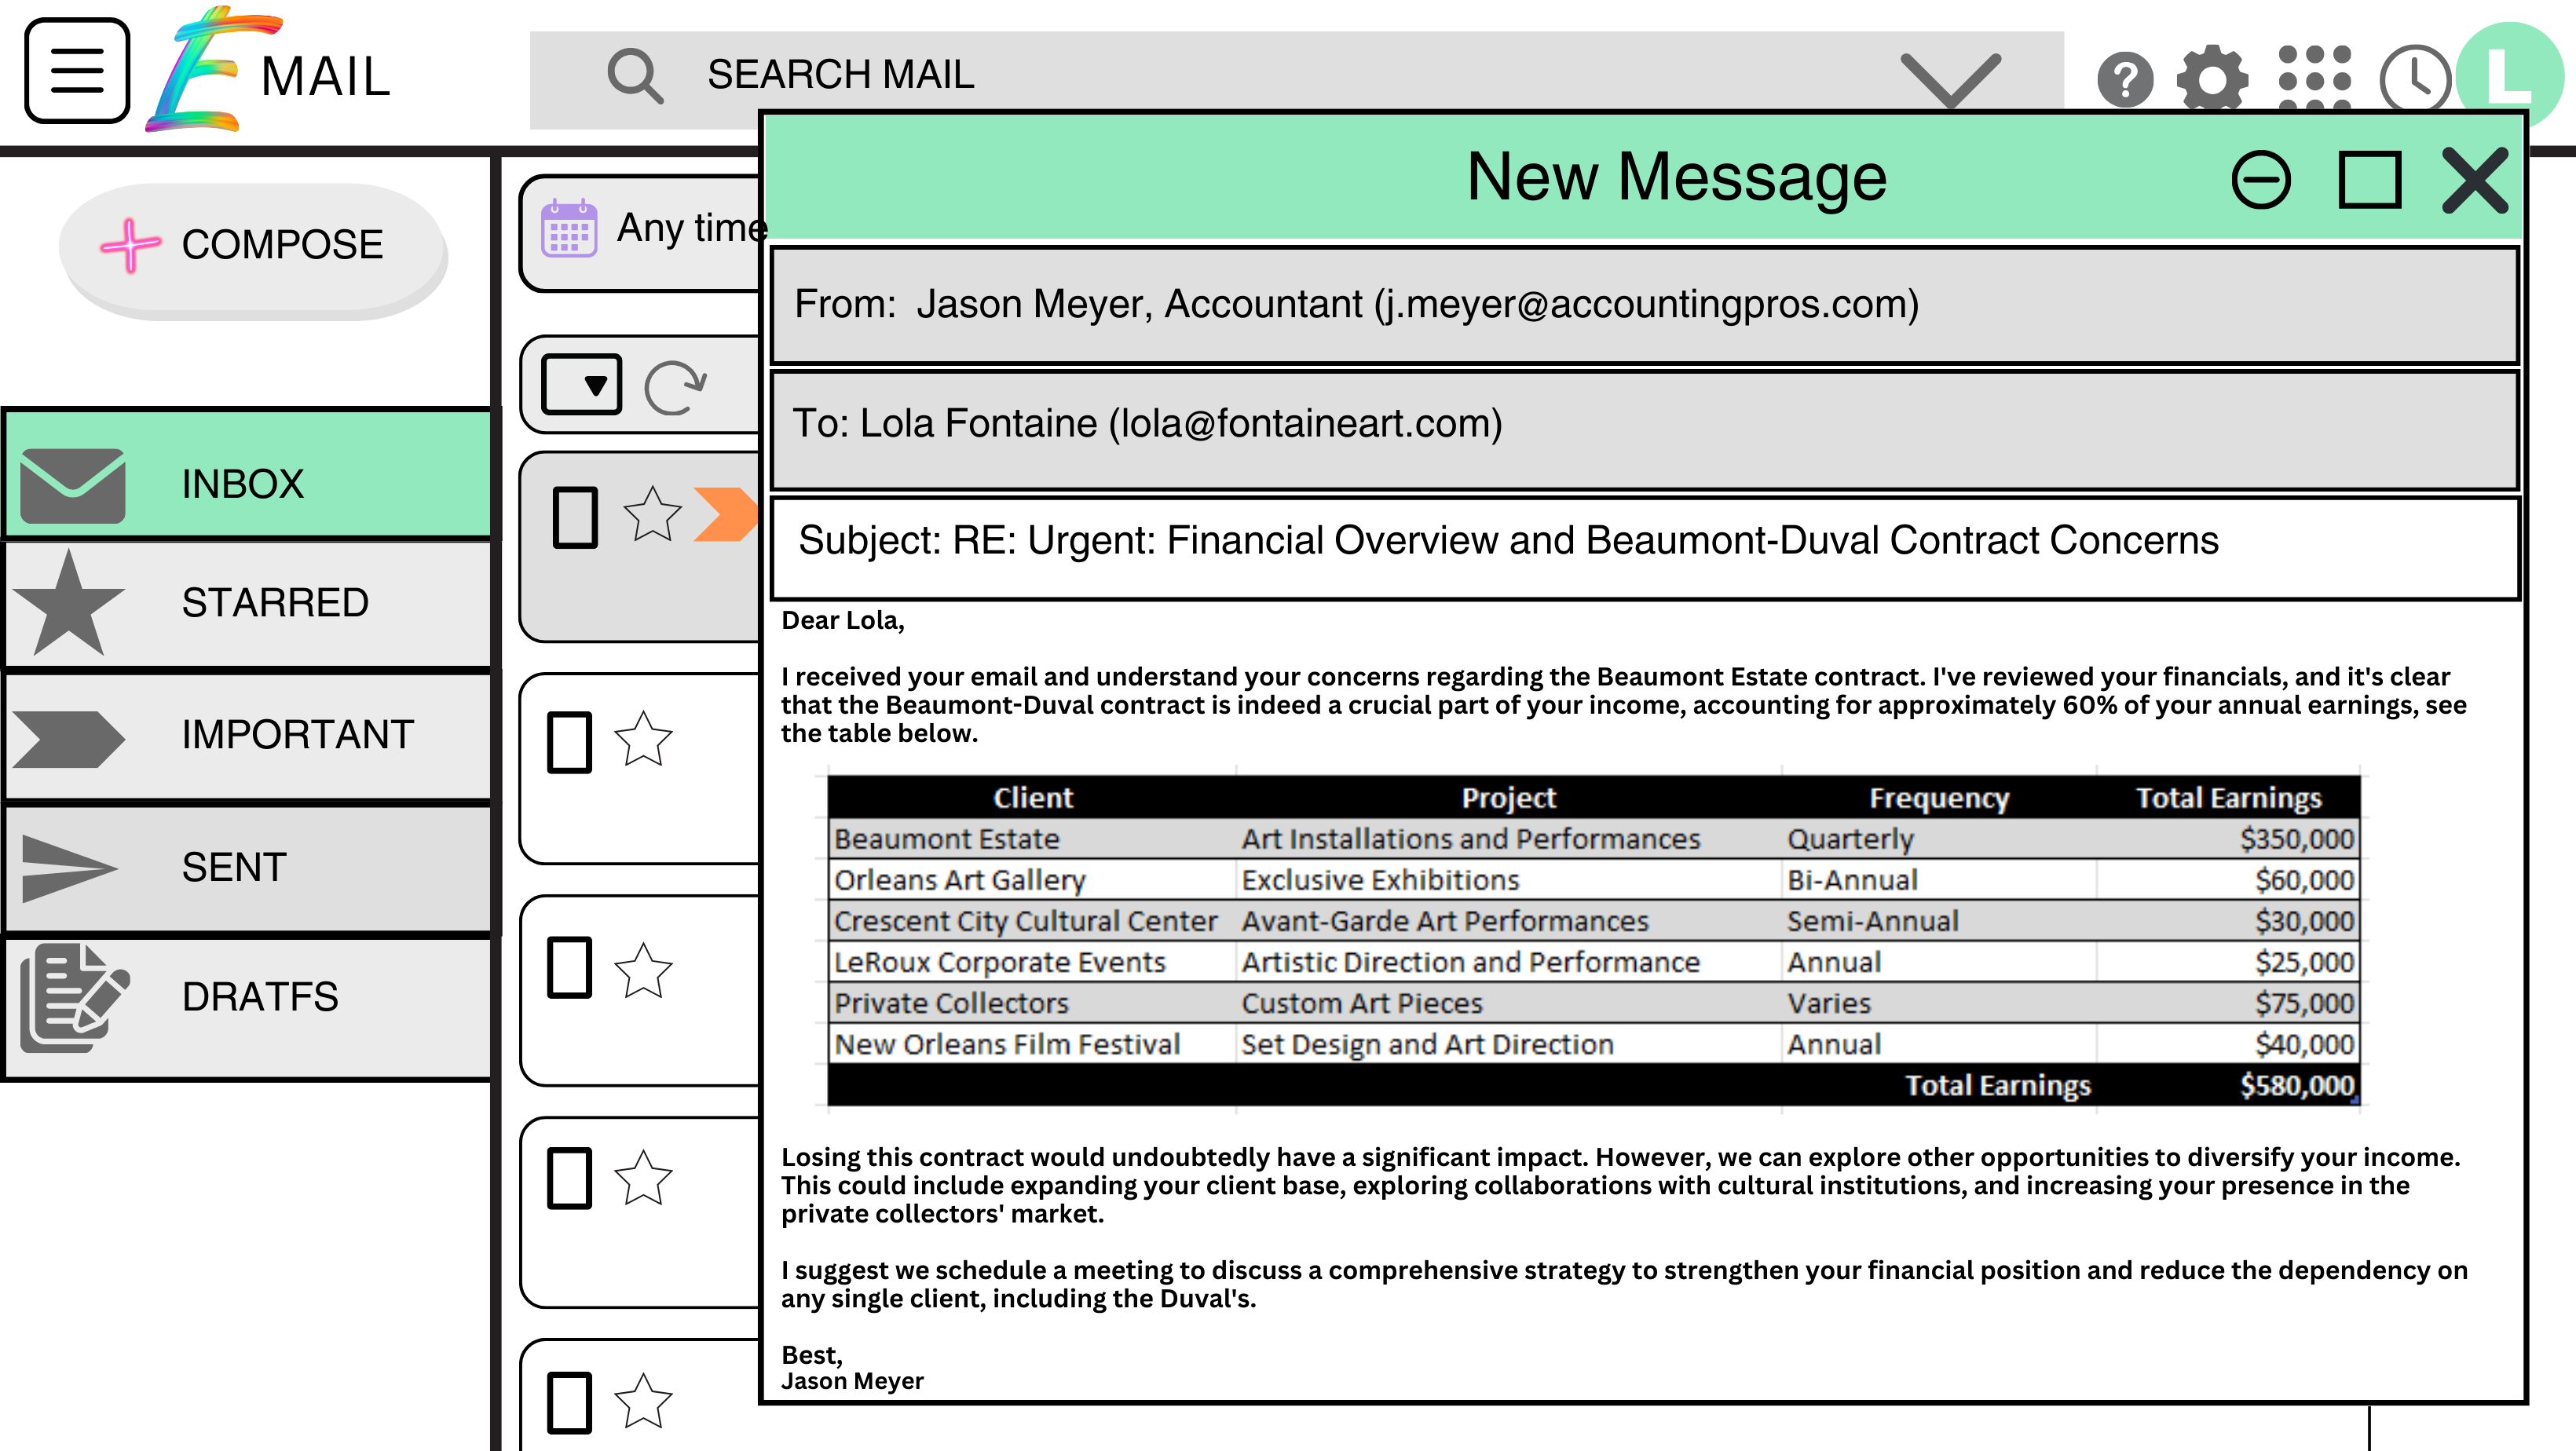 E MAIL
SEARCH MAIL
?
L
COMPOSE
INBOX
STARRED
IMPORTANT
SENT
DRATFS
Any time
New Message
From: Jason Meyer, Accountant (j.meyer@accountingpros.com)
To: Lola Fontaine (lola@fontaineart.com)
Subject: RE: Urgent: Financial Overview and Beaumont-Duval Contract Concerns
Dear Lola,
I received your email and understand your concerns regarding the Beaumont Estate contract. I've reviewed your financials, and it's clear
that the Beaumont-Duval contract is indeed a crucial part of your income, accounting for approximately 60% of your annual earnings, see
the table below.
Client Project Frequency Total Earnings
Beaumont Estate Art Installations and Performances Quarterly $350,000
Orleans Art Gallery Exclusive Exhibitions Bi-Annual $60,000
Crescent City Cultural Center Avant-Garde Art Performances Semi-Annual $30,000
LeRoux Corporate Events Artistic Direction and Performance Annual $25,000
Private Collectors Custom Art Pieces Varies $75,000
New Orleans Film Festival Set Design and Art Direction Annual $40,000
Total Earnings $580,000
Losing this contract would undoubtedly have a significant impact. However, we can explore other opportunities to diversify your income.
This could include expanding your client base, exploring collaborations with cultural institutions, and increasing your presence in the
private collectors' market.
I suggest we schedule a meeting to discuss a comprehensive strategy to strengthen your financial position and reduce the dependency on
any single client, including the Duval's.
Best,
Jason Meyer